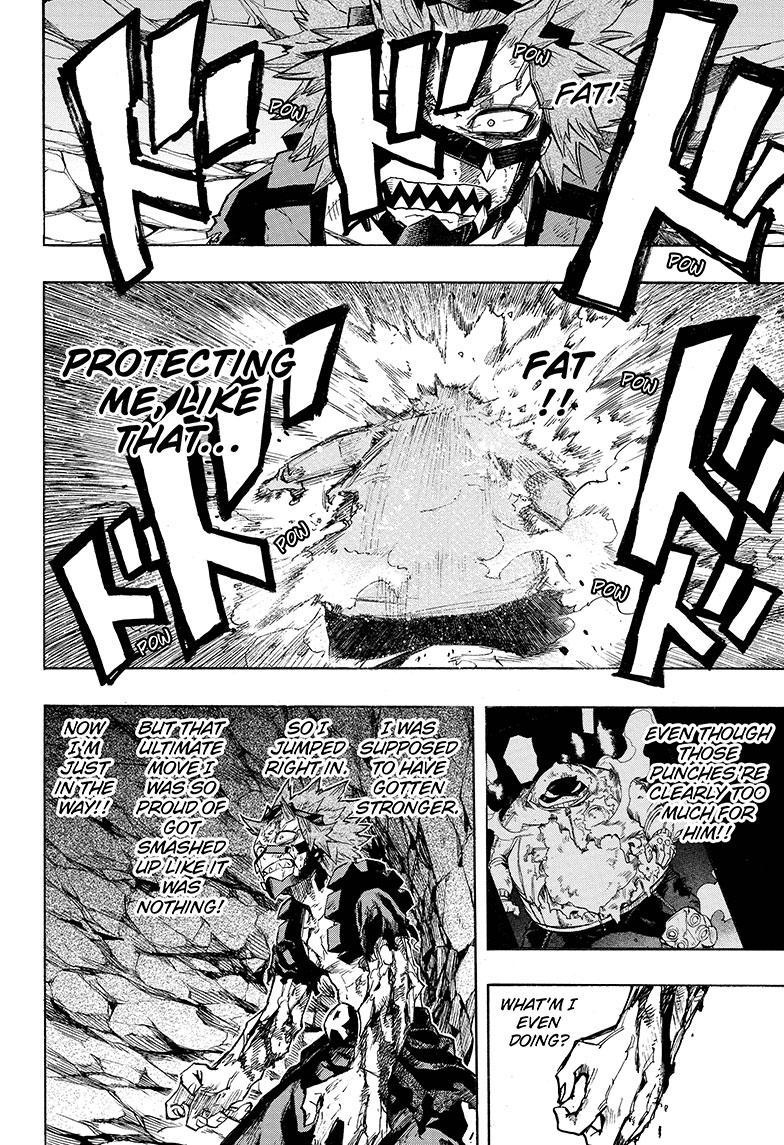 ドドドド
POW
FAT!
POW
POW
FAT
!!
POW
ドドドド
PROTECTING
ME, LIKE
THAT...
POW
POW
POW
EVEN THOUGH
THOSE
PUNCHES'RE
CLEARLY TOO
MUCH FOR
HIM!!
WHAT'M I
EVEN
DOING?
I WAS
SUPPOSED
TO HAVE
GOTTEN
STRONGER.
SO I
JUMPED
RIGHT IN.
BUT THAT
ULTIMATE
MOVE I
WAS SO
PROUD OF
GOT
SMASHED
UP LIKE IT
WAS
NOTHING!
NOW
I'M
JUST
IN THE
WAY!!